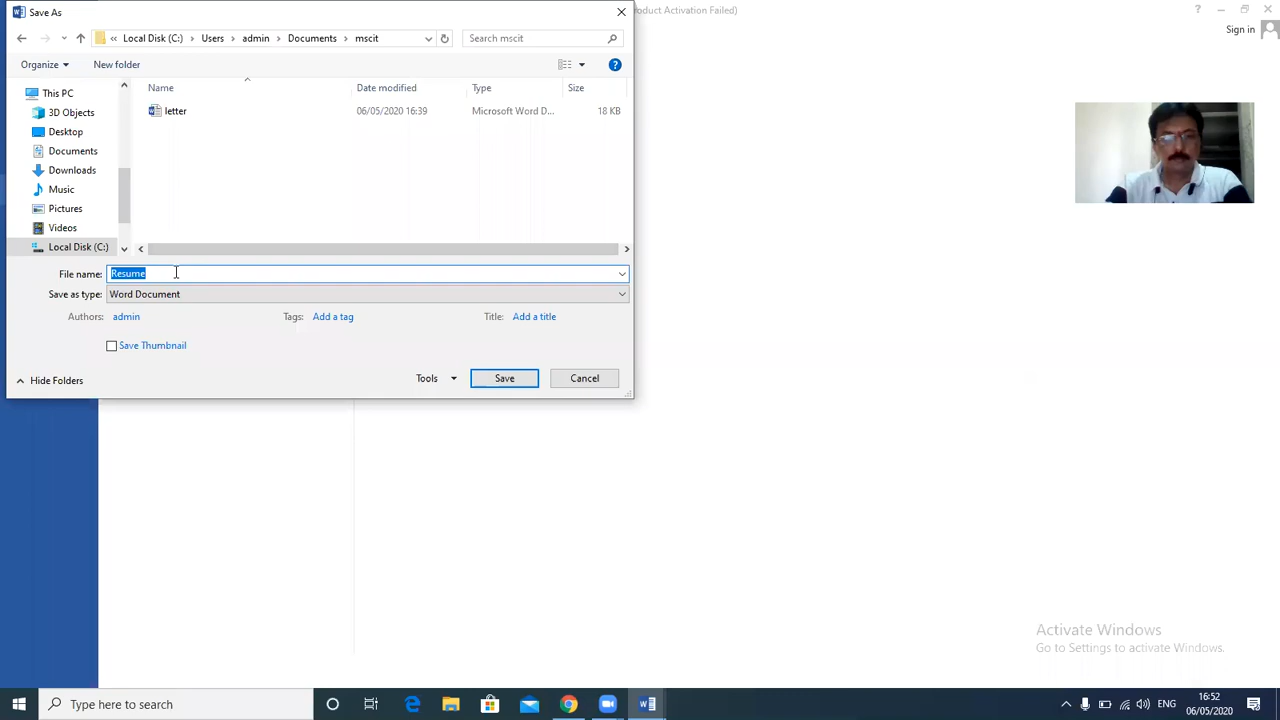 Save As
roduct Activation Failed)
?
Sign in
« Local Disk (C:) > Users > admin > Documents > mscit
Search mscit
Organize
New folder
?
Name
Date modified
Type
Size
This PC
3D Objects
Desktop
Documents
Downloads
Music
Pictures
Videos
Local Disk (C:)
letter
06/05/2020 16:39
Microsoft Word D...
18 KB
File name: Resume
Save as type: Word Document
Authors: admin
Tags: Add a tag
Title: Add a title
Save Thumbnail
Hide Folders
Tools
Save
Cancel
Activate Windows
Go to Settings to activate Windows.
Type here to search
ENG
16:52
06/05/2020